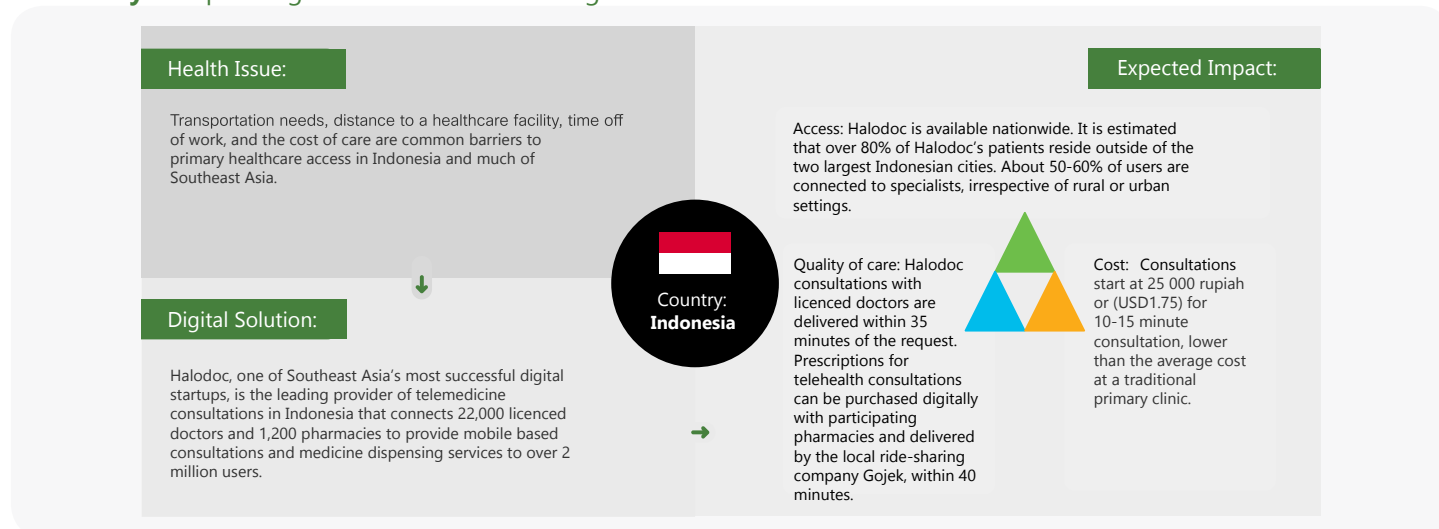 Health Issue:
Transportation needs, distance to a healthcare facility, time off
of work, and the cost of care are common barriers to
primary healthcare access in Indonesia and much of
Southeast Asia.
Digital Solution:
Halodoc, one of Southeast Asia's most successful digital
startups, is the leading provider of telemedicine
consultations in Indonesia that connects 22,000 licenced
doctors and 1,200 pharmacies to provide mobile based
consultations and medicine dispensing services to over 2
million users.
Country:
Indonesia
Expected Impact:
Access: Halodoc is available nationwide. It is estimated
that over 80% of Halodoc's patients reside outside of the
two largest Indonesian cities. About 50-60% of users are
connected to specialists, irrespective of rural or urban
settings.
Quality of care: Halodoc
consultations with
licenced doctors are
delivered within 35
minutes of the request.
Prescriptions for
telehealth consultations
can be purchased digitally
with participating
pharmacies and delivered
by the local ride-sharing
company Gojek, within 40
minutes.
Cost: Consultations
start at 25 000 rupiah
or (USD1.75) for
10-15 minute
consultation, lower
than the average cost
at a traditional
primary clinic.